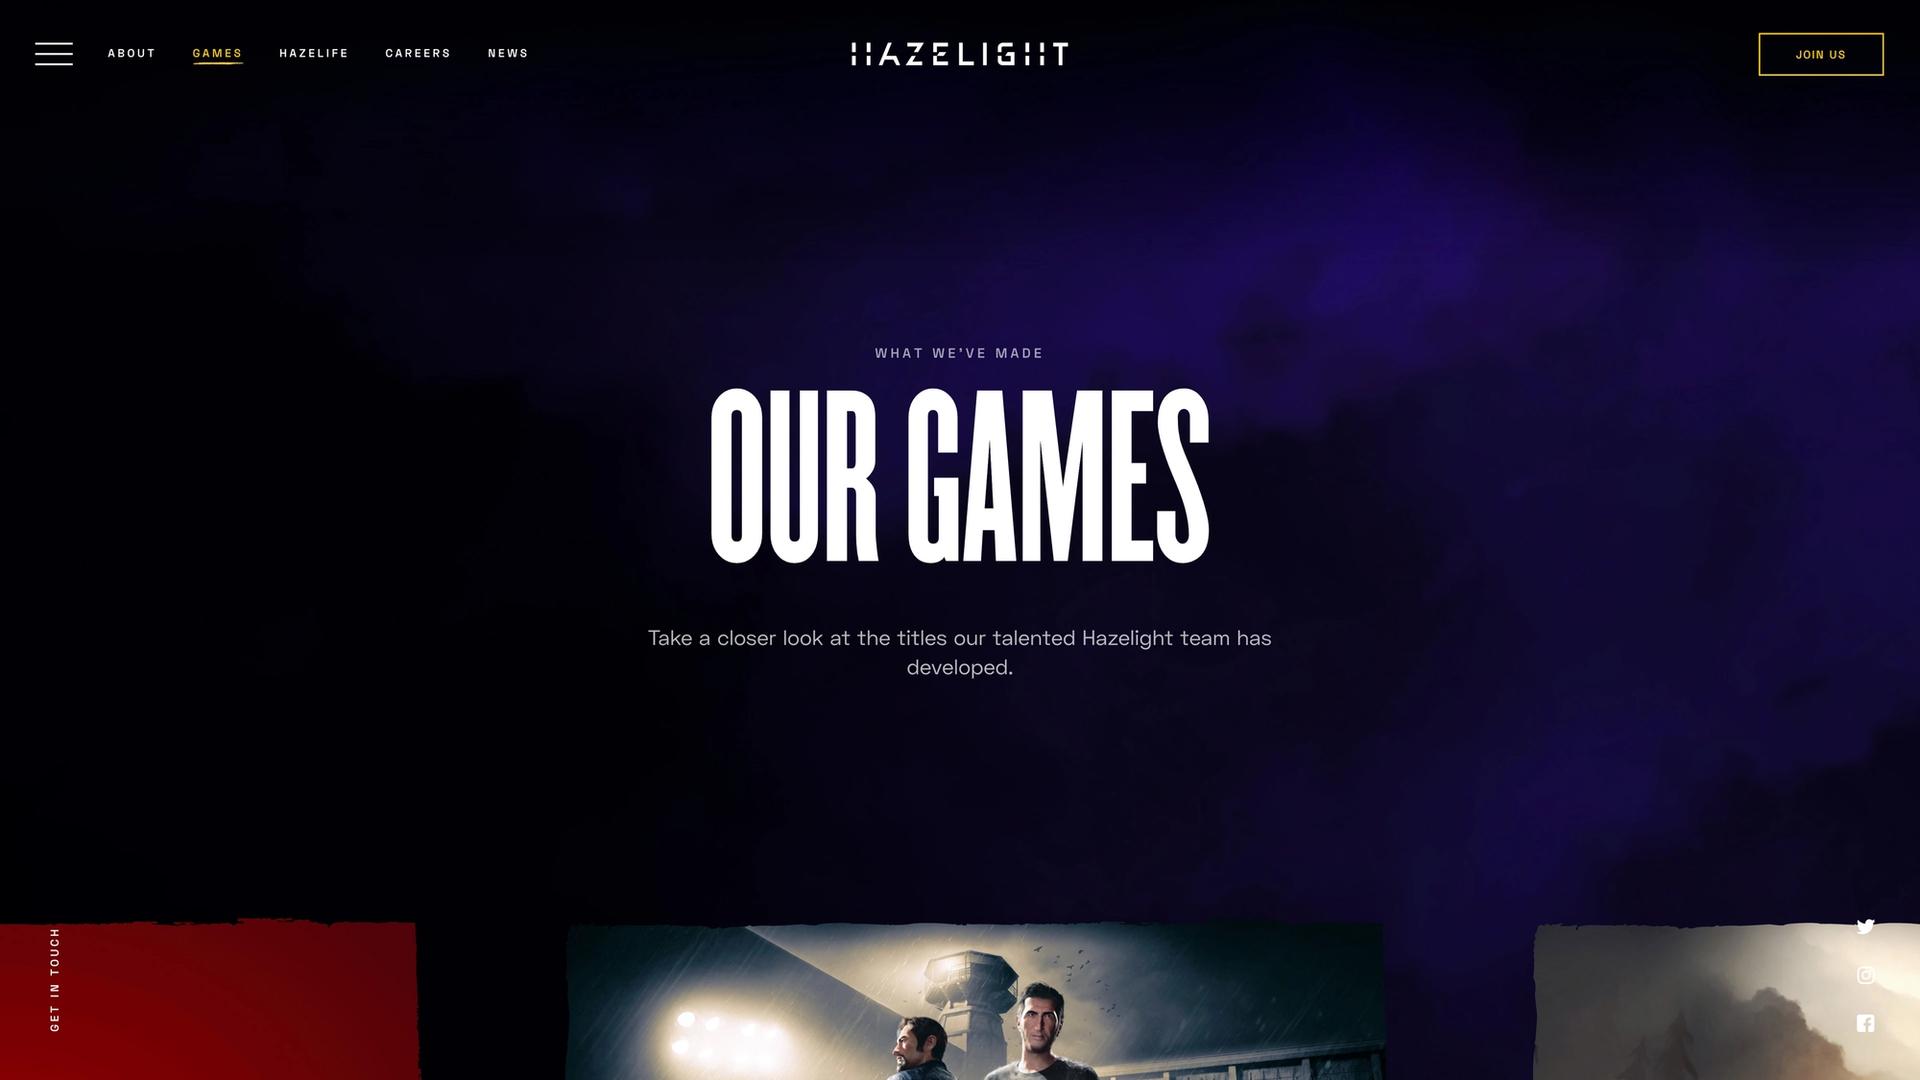 ABOUT
GAMES
HAZELIFE
CAREERS
NEWS
HAZELIGHT
JOIN US
WHAT WE'VE MADE
OUR GAMES
Take a closer look at the titles our talented Hazelight team has
developed.
GET IN TOUCH